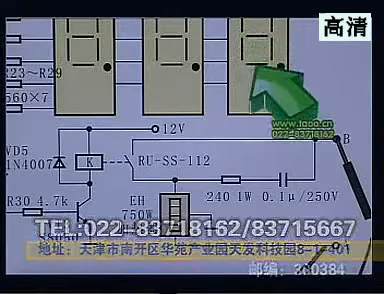 高清
R23～R29
560×7
www.1aoo.cn
022-83718162
12V
B
VD5
1N4007
K
RU-SS-112
EH
750W
240 1W 0.1μ/250V
R30 4.7k
TEL:022-83718162/83715667
地址：天津市南开区华苑产业园天发科技园8-1-401
邮编：300384